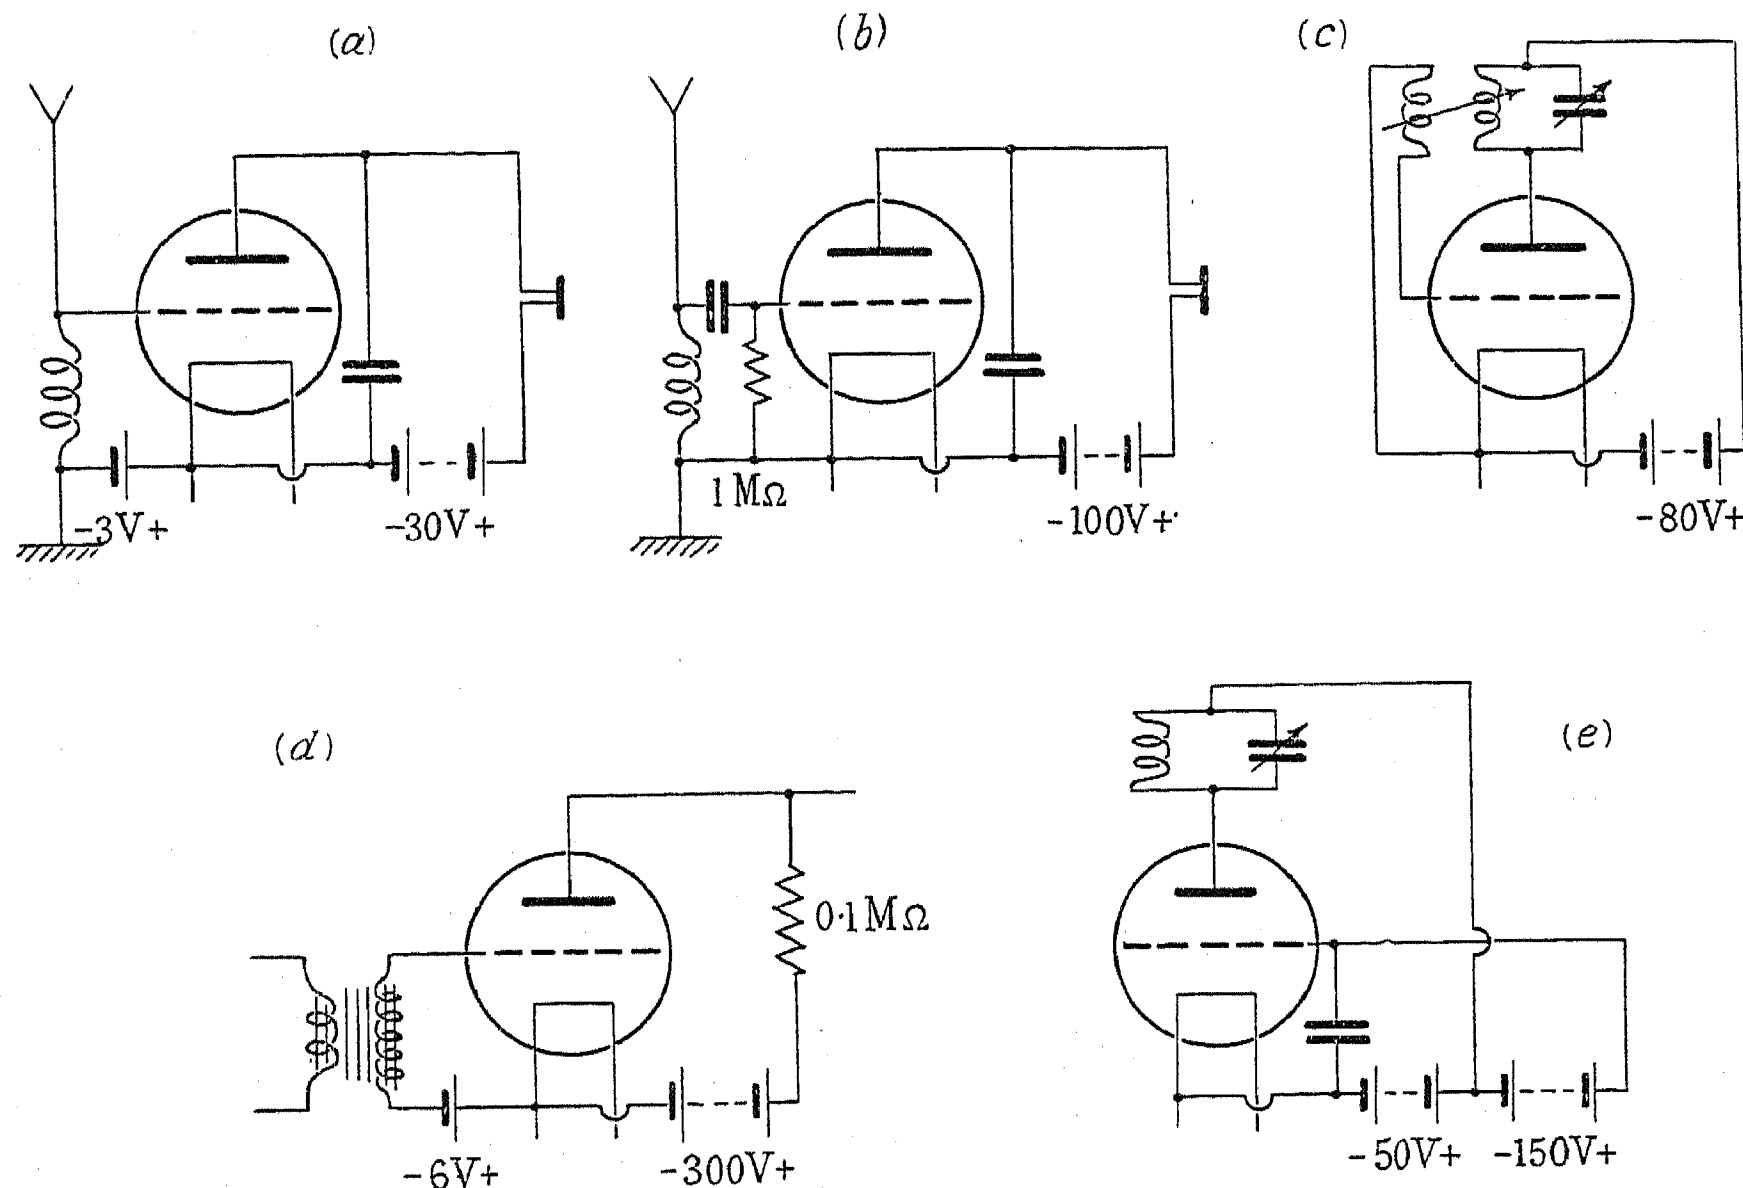 (a)
(b)
(c)
-3V+
-30V+
1 MΩ
-100V+
-80V+
(d)
(e)
0·1 MΩ
-6V+
-300V+
-50V+
-150V+